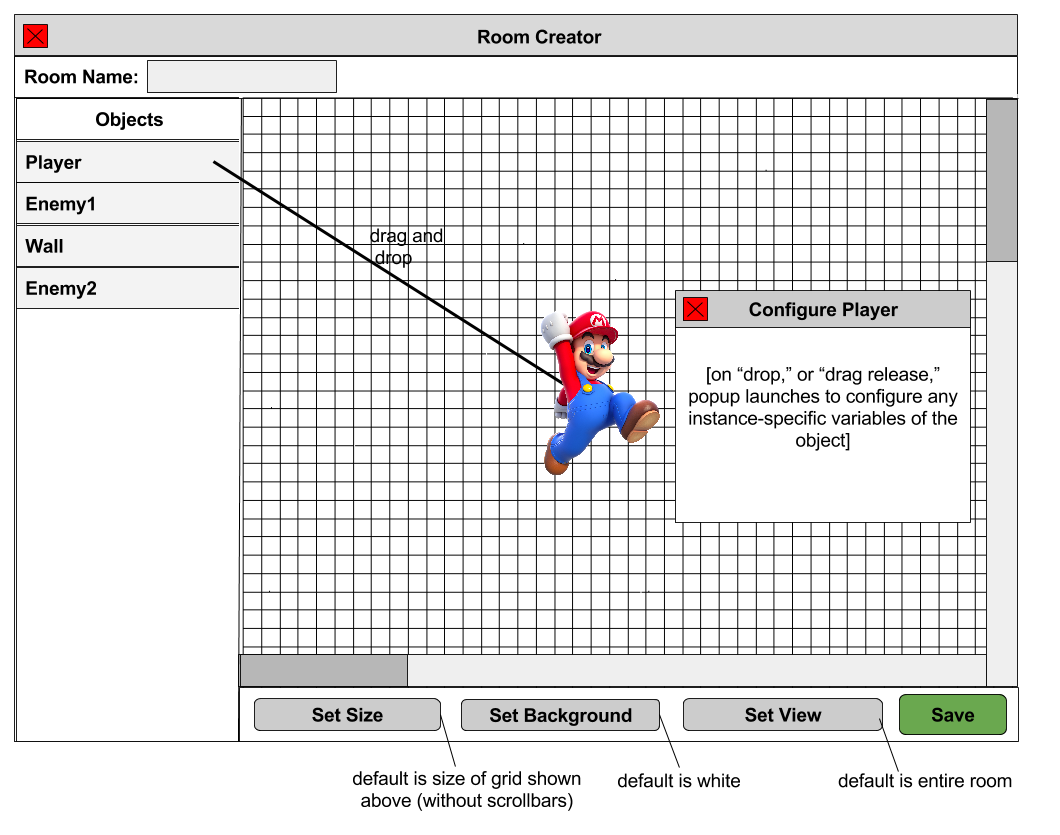 Room Creator
Room Name:
Objects
Player
Enemy1
Wall
Enemy2
drag and
drop
M
Configure Player
[on “drop,” or “drag release,”
popup launches to configure any
instance-specific variables of the
object]
Set Size
Set Background
Set View
Save
default is size of grid shown
above (without scrollbars)
default is white
default is entire room